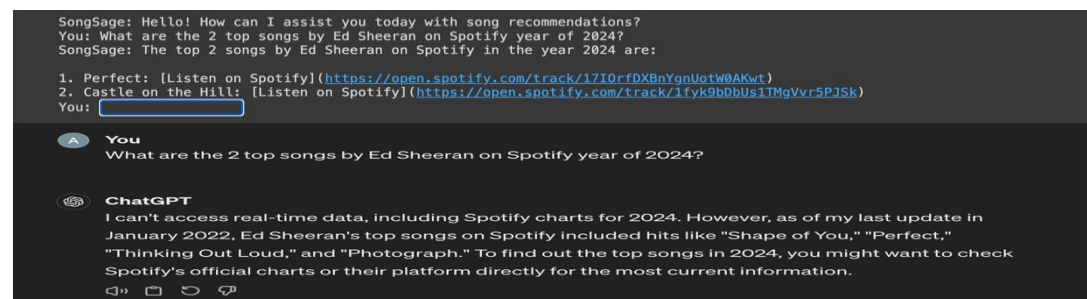 SongSage: Hello! How can I assist you today with song recommendations?
You: What are the 2 top songs by Ed Sheeran on Spotify year of 2024?
SongSage: The top 2 songs by Ed Sheeran on Spotify in the year 2024 are:
1. Perfect: [Listen on Spotify](https://open.spotify.com/track/17IOrfDXBnYgnUotW0AKwt)
2. Castle on the Hill: [Listen on Spotify](https://open.spotify.com/track/1fyk9bDbUs1TMgVvr5PJSk)
You:
A You
What are the 2 top songs by Ed Sheeran on Spotify year of 2024?
ChatGPT
I can't access real-time data, including Spotify charts for 2024. However, as of my last update in
January 2022, Ed Sheeran's top songs on Spotify included hits like "Shape of You," "Perfect,"
"Thinking Out Loud," and "Photograph." To find out the top songs in 2024, you might want to check
Spotify's official charts or their platform directly for the most current information.